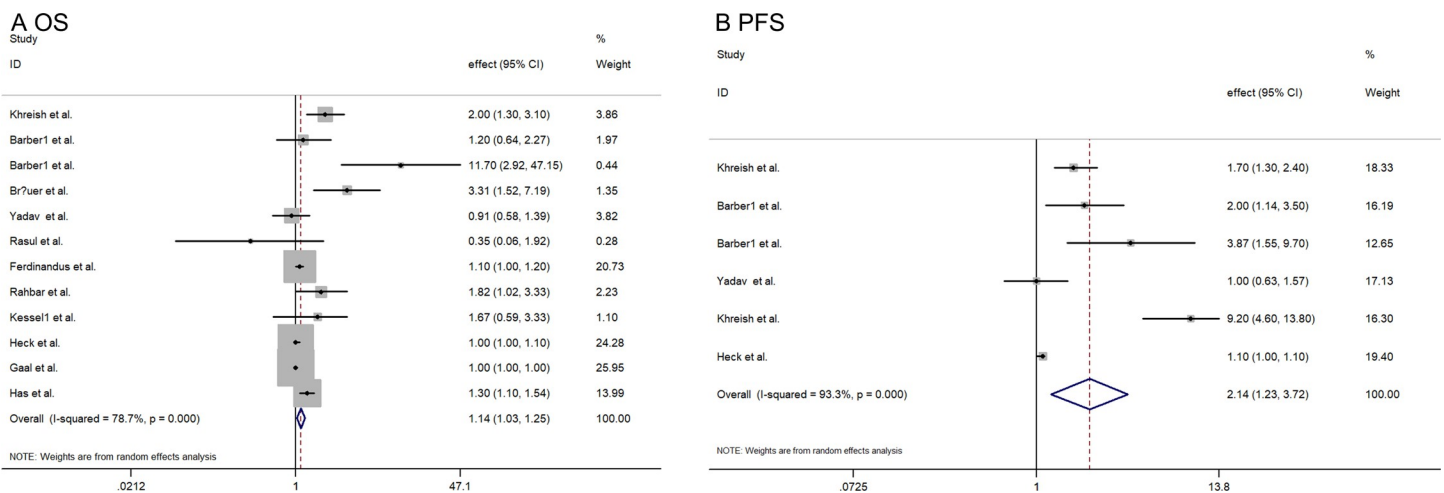 A OS
Study %
ID effect (95% CI) Weight
Khreish et al. 2.00 (1.30, 3.10) 3.86
Barber1 et al. 1.20 (0.64, 2.27) 1.97
Barber1 et al. 11.70 (2.92, 47.15) 0.44
Br?uer et al. 3.31 (1.52, 7.19) 1.35
Yadav et al. 0.91 (0.58, 1.39) 3.82
Rasul et al. 0.35 (0.06, 1.92) 0.28
Ferdinandus et al. 1.10 (1.00, 1.20) 20.73
Rahbar et al. 1.82 (1.02, 3.33) 2.23
Kessel1 et al. 1.67 (0.59, 3.33) 1.10
Heck et al. 1.00 (1.00, 1.10) 24.28
Gaal et al. 1.00 (1.00, 1.00) 25.95
Has et al. 1.30 (1.10, 1.54) 13.99
Overall (I-squared = 78.7%, p = 0.000) 1.14 (1.03, 1.25) 100.00
NOTE: Weights are from random effects analysis
.0212 1 47.1
B PFS
Study %
ID effect (95% CI) Weight
Khreish et al. 1.70 (1.30, 2.40) 18.33
Barber1 et al. 2.00 (1.14, 3.50) 16.19
Barber1 et al. 3.87 (1.55, 9.70) 12.65
Yadav et al. 1.00 (0.63, 1.57) 17.13
Khreish et al. 9.20 (4.60, 13.80) 16.30
Heck et al. 1.10 (1.00, 1.10) 19.40
Overall (I-squared = 93.3%, p = 0.000) 2.14 (1.23, 3.72) 100.00
NOTE: Weights are from random effects analysis
.0725 1 13.8